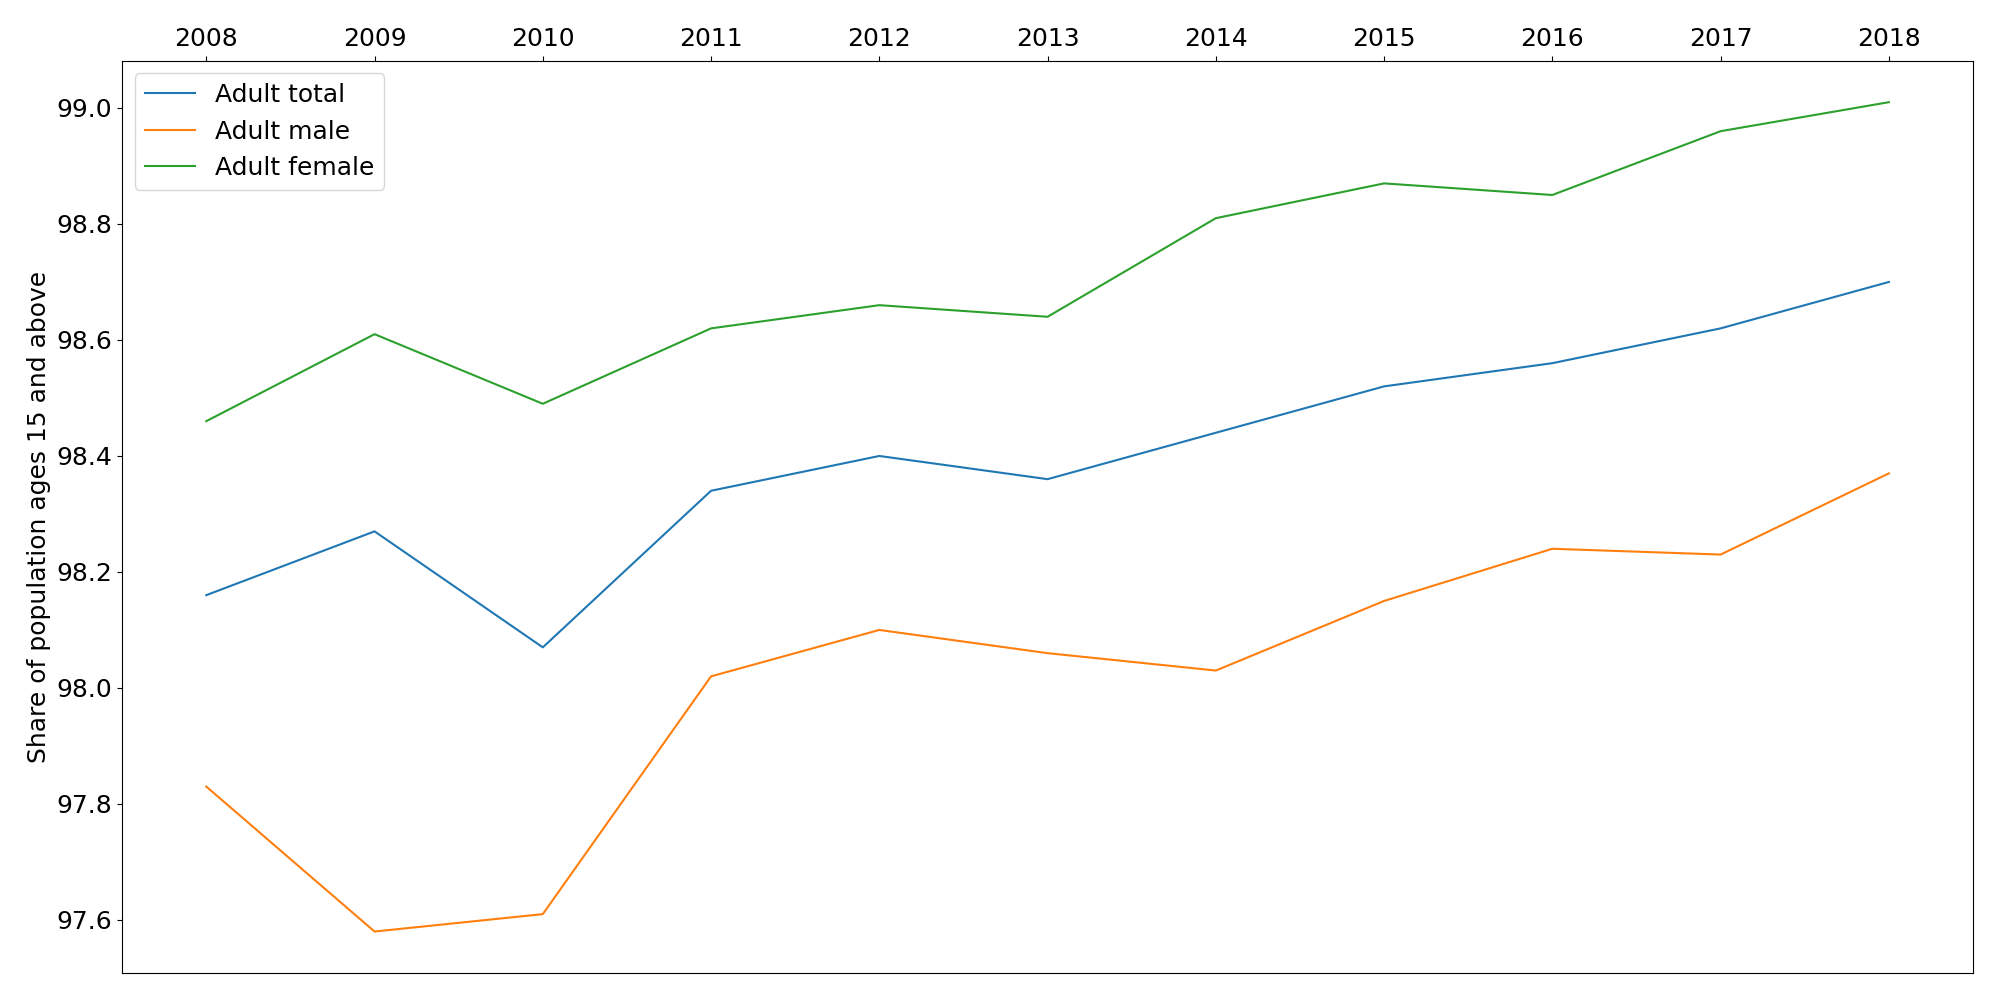 2008 2009 2010 2011 2012 2013 2014 2015 2016 2017 2018
Adult total
Adult male
Adult female
99.0
98.8
98.6
98.4
98.2
98.0
97.8
97.6
Share of population ages 15 and above